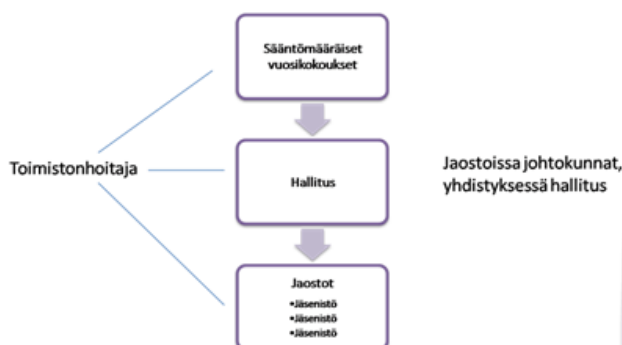 Sääntömääräiset
vuosikokoukset
Toimistonhoitaja
Hallitus
Jaostoissa johtokunnat,
yhdistyksessä hallitus
Jaostot
•Jäsenistö
•Jäsenistö
•Jäsenistö